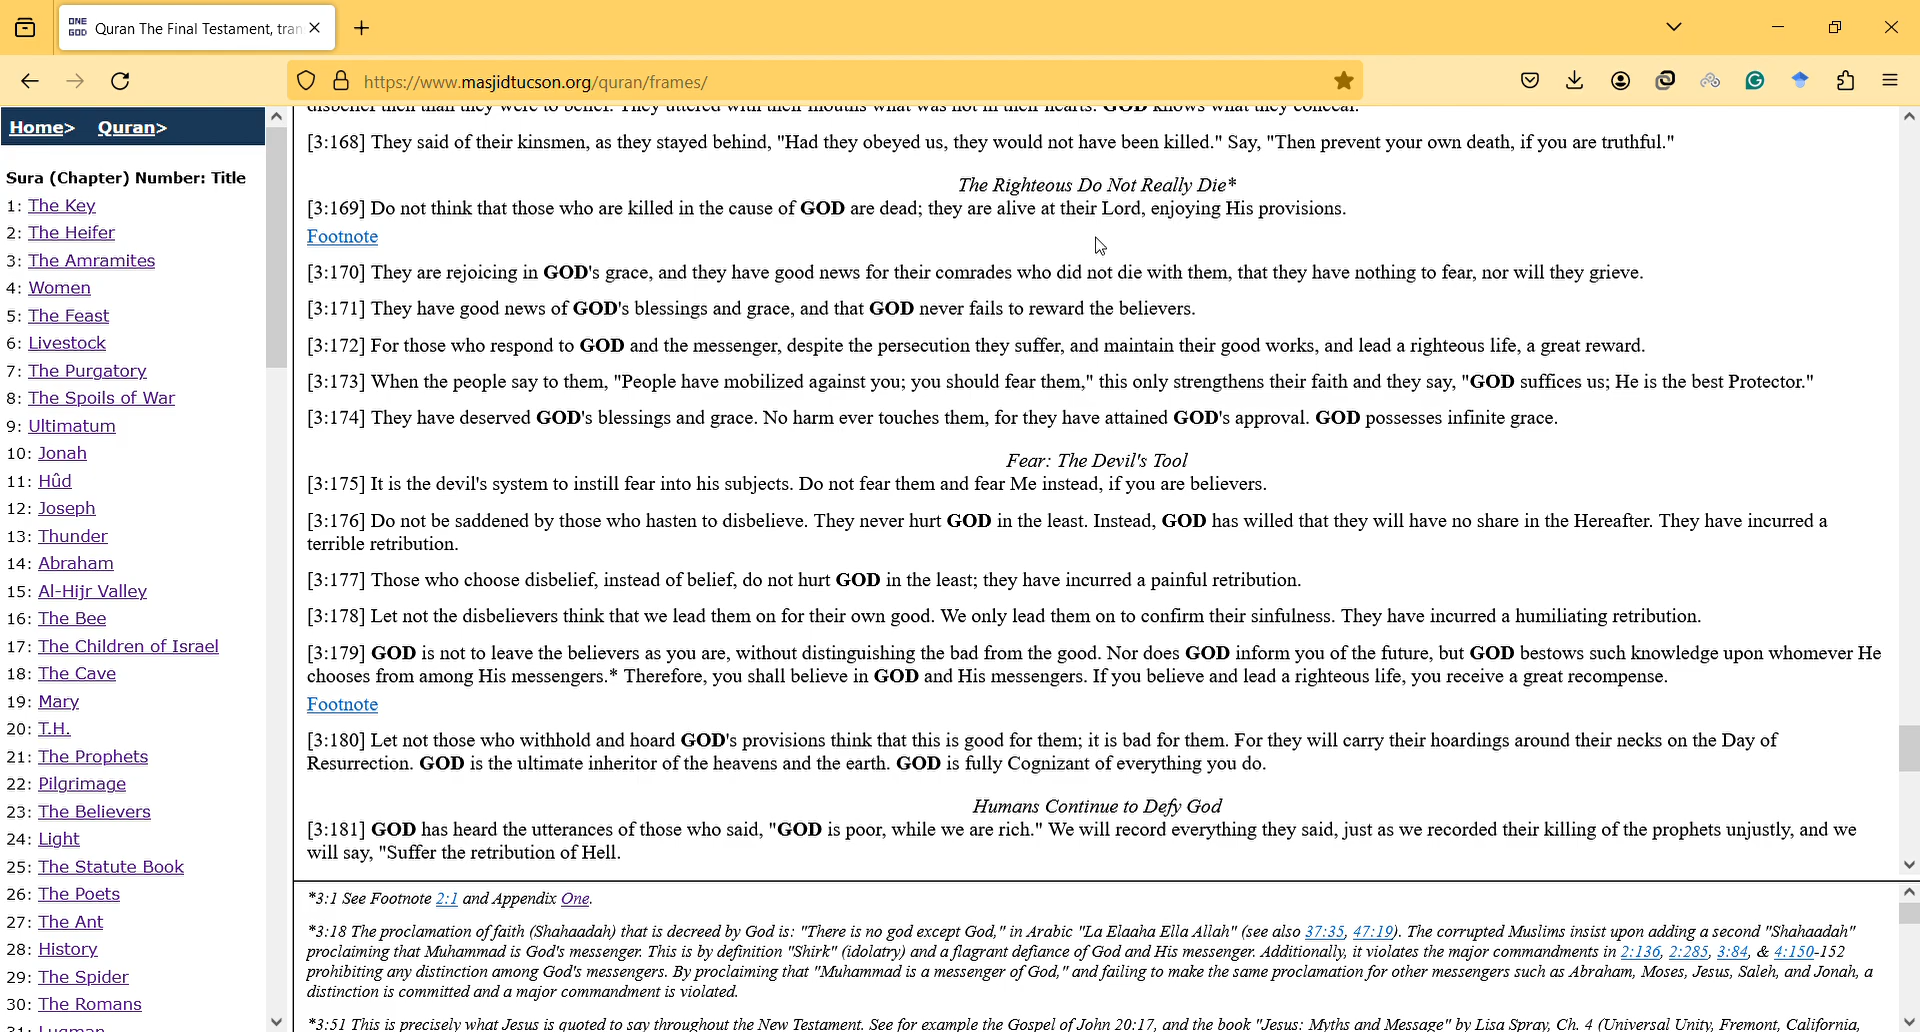 ONE
GOD
Quran The Final Testament, tran
https://www.masjidtucson.org/quran/frames/
Home> Quran>
Sura (Chapter) Number: Title
1: The Key
2: The Heifer
3: The Amramites
4: Women
5: The Feast
6: Livestock
7: The Purgatory
8: The Spoils of War
9: Ultimatum
10: Jonah
11: Hûd
12: Joseph
13: Thunder
14: Abraham
15: Al-Hijr Valley
16: The Bee
17: The Children of Israel
18: The Cave
19: Mary
20: T.H.
21: The Prophets
22: Pilgrimage
23: The Believers
24: Light
25: The Statute Book
26: The Poets
27: The Ant
28: History
29: The Spider
30: The Romans
31: Luqman
disbelief then than they were to belief. They uttered with their mouths what was not in their hearts. GOD knows what they conceal.
[3:168] They said of their kinsmen, as they stayed behind, "Had they obeyed us, they would not have been killed." Say, "Then prevent your own death, if you are truthful."
The Righteous Do Not Really Die*
[3:169] Do not think that those who are killed in the cause of GOD are dead; they are alive at their Lord, enjoying His provisions.
Footnote
[3:170] They are rejoicing in GOD's grace, and they have good news for their comrades who did not die with them, that they have nothing to fear, nor will they grieve.
[3:171] They have good news of GOD's blessings and grace, and that GOD never fails to reward the believers.
[3:172] For those who respond to GOD and the messenger, despite the persecution they suffer, and maintain their good works, and lead a righteous life, a great reward.
[3:173] When the people say to them, "People have mobilized against you; you should fear them," this only strengthens their faith and they say, "GOD suffices us; He is the best Protector."
[3:174] They have deserved GOD's blessings and grace. No harm ever touches them, for they have attained GOD's approval. GOD possesses infinite grace.
Fear: The Devil's Tool
[3:175] It is the devil's system to instill fear into his subjects. Do not fear them and fear Me instead, if you are believers.
[3:176] Do not be saddened by those who hasten to disbelieve. They never hurt GOD in the least. Instead, GOD has willed that they will have no share in the Hereafter. They have incurred a
terrible retribution.
[3:177] Those who choose disbelief, instead of belief, do not hurt GOD in the least; they have incurred a painful retribution.
[3:178] Let not the disbelievers think that we lead them on for their own good. We only lead them on to confirm their sinfulness. They have incurred a humiliating retribution.
[3:179] GOD is not to leave the believers as you are, without distinguishing the bad from the good. Nor does GOD inform you of the future, but GOD bestows such knowledge upon whomever He
chooses from among His messengers.* Therefore, you shall believe in GOD and His messengers. If you believe and lead a righteous life, you receive a great recompense.
Footnote
[3:180] Let not those who withhold and hoard GOD's provisions think that this is good for them; it is bad for them. For they will carry their hoardings around their necks on the Day of
Resurrection. GOD is the ultimate inheritor of the heavens and the earth. GOD is fully Cognizant of everything you do.
Humans Continue to Defy God
[3:181] GOD has heard the utterances of those who said, "GOD is poor, while we are rich." We will record everything they said, just as we recorded their killing of the prophets unjustly, and we
will say, "Suffer the retribution of Hell.
*3:1 See Footnote 2:1 and Appendix One.
*3:18 The proclamation of faith (Shahaadah) that is decreed by God is: "There is no god except God," in Arabic "La Elaaha Ella Allah" (see also 37:35, 47:19). The corrupted Muslims insist upon adding a second "Shahaadah"
proclaiming that Muhammad is God's messenger. This is by definition "Shirk" (idolatry) and a flagrant defiance of God and His messenger. Additionally, it violates the major commandments in 2:136, 2:285, 3:84, & 4:150-152
prohibiting any distinction among God's messengers. By proclaiming that "Muhammad is a messenger of God," and failing to make the same proclamation for other messengers such as Abraham, Moses, Jesus, Saleh, and Jonah, a
distinction is committed and a major commandment is violated.
*3:51 This is precisely what Jesus is quoted to say throughout the New Testament. See for example the Gospel of John 20:17, and the book "Jesus: Myths and Message" by Lisa Spray, Ch. 4 (Universal Unity, Fremont, California,